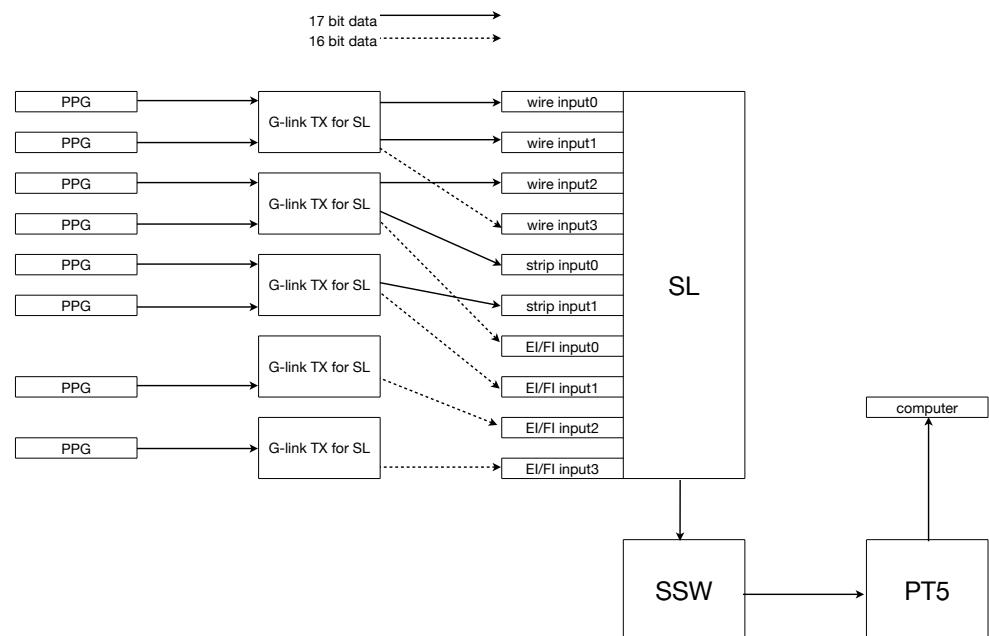 17 bit data
16 bit data
PPG
G-link TX for SL
wire input0
PPG
wire input1
PPG
G-link TX for SL
wire input2
PPG
wire input3
PPG
G-link TX for SL
strip input0
SL
PPG
strip input1
G-link TX for SL
EI/FI input0
PPG
EI/FI input1
computer
G-link TX for SL
EI/FI input2
PPG
EI/FI input3
SSW
PT5